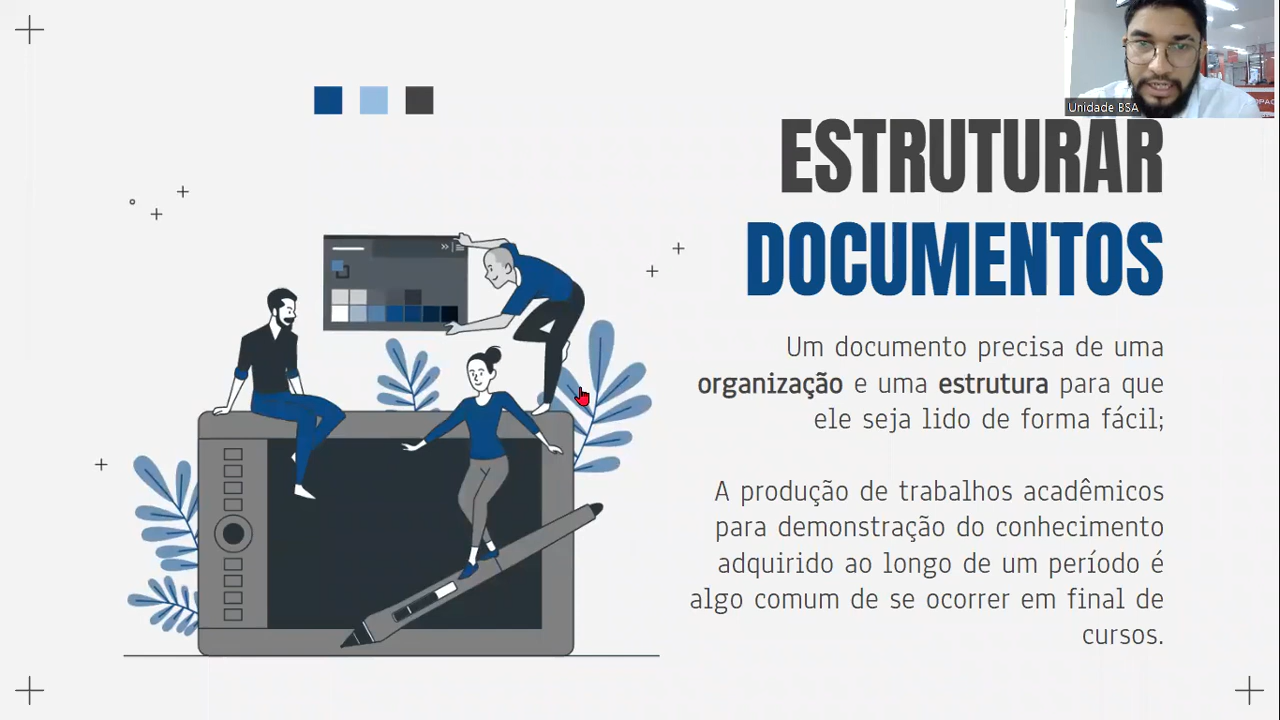 Unidade BSA
ESTRUTURAR
DOCUMENTOS
Um documento precisa de uma
organização e uma estrutura para que
ele seja lido de forma fácil;
A produção de trabalhos acadêmicos
para demonstração do conhecimento
adquirido ao longo de um período é
algo comum de se ocorrer em final de
cursos.